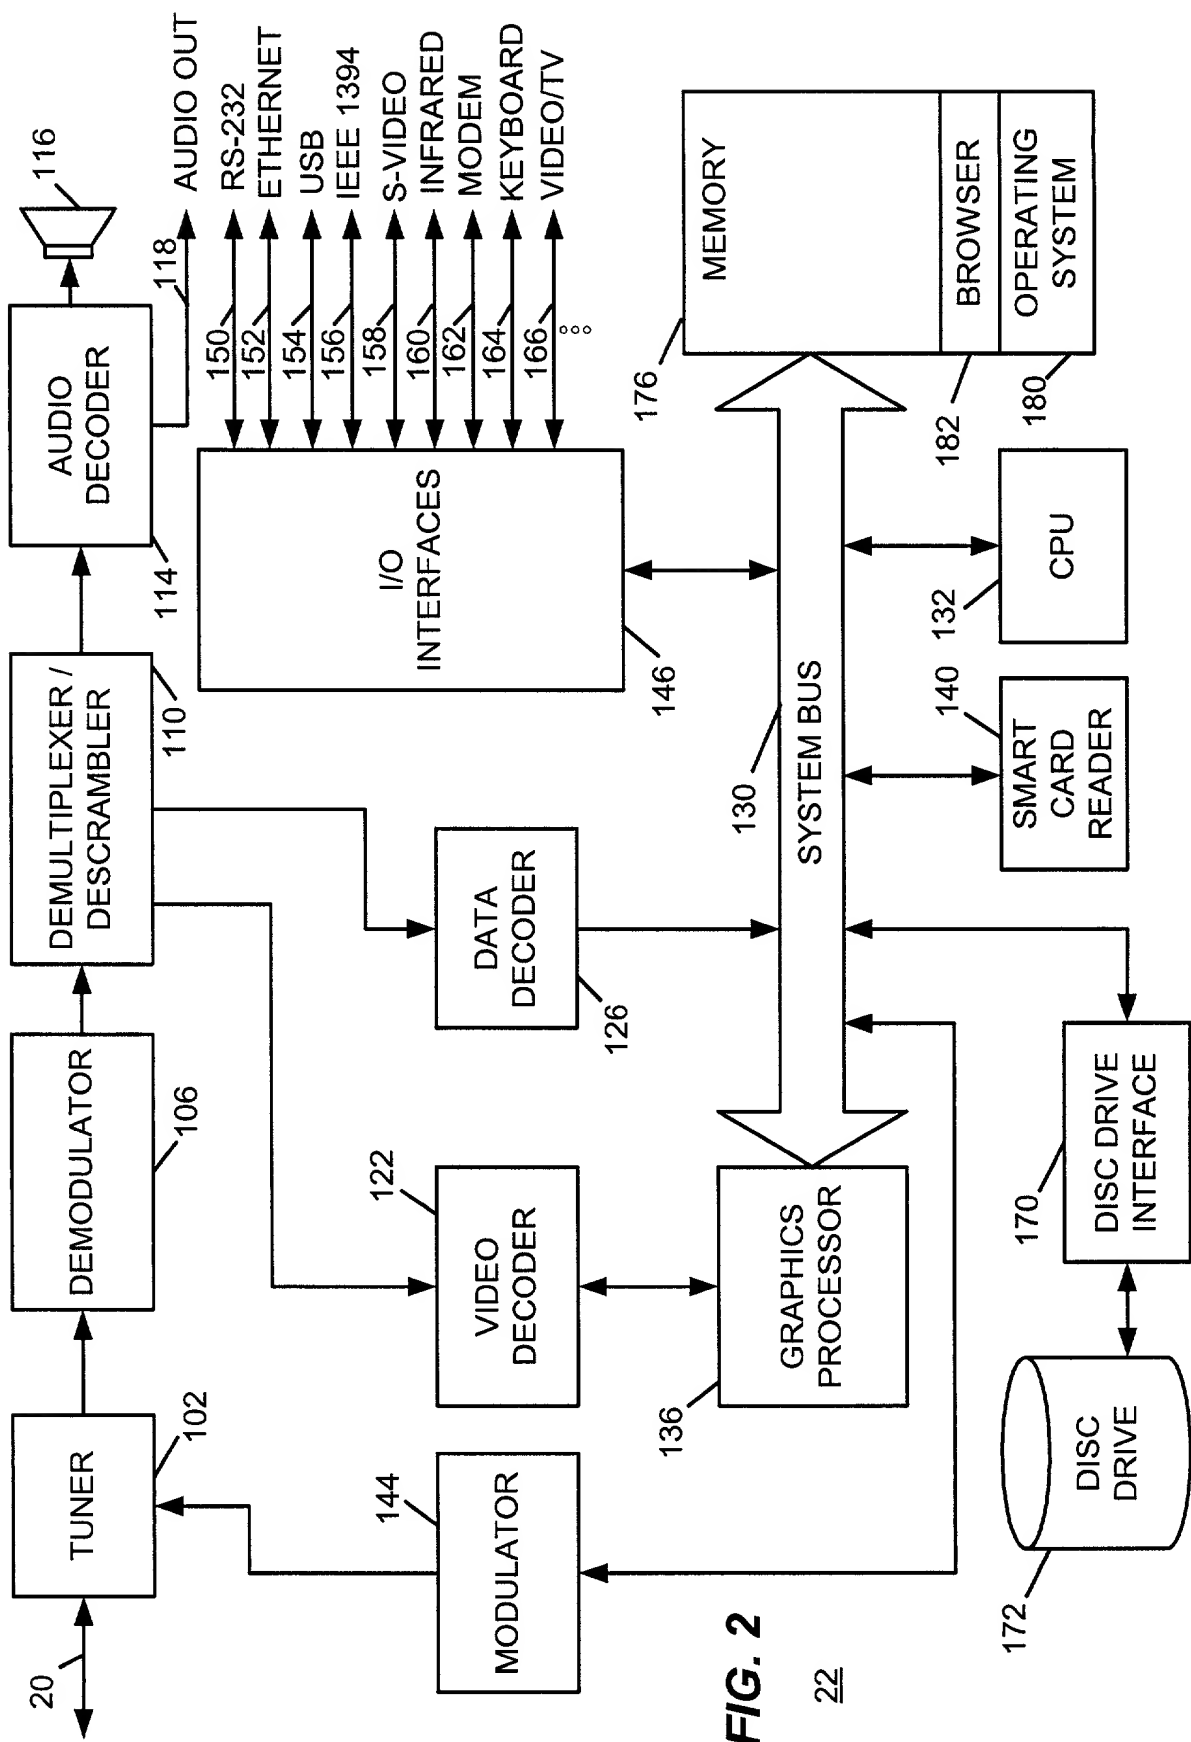 20
TUNER
102
DEMODULATOR
106
DEMULTIPLEXER /
DESCRAMBLER
110
AUDIO
DECODER
114
116
118
AUDIO OUT
150
RS-232
152
ETHERNET
154
USB
156
IEEE 1394
158
S-VIDEO
160
INFRARED
162
MODEM
164
KEYBOARD
166
VIDEO/TV
I/O
INTERFACES
146
MODULATOR
144
VIDEO
DECODER
122
DATA
DECODER
126
GRAPHICS
PROCESSOR
136
130
SYSTEM BUS
MEMORY
176
BROWSER
182
OPERATING
SYSTEM
180
DISC
DRIVE
172
DISC DRIVE
INTERFACE
170
SMART
CARD
READER
140
CPU
132
FIG. 2
22